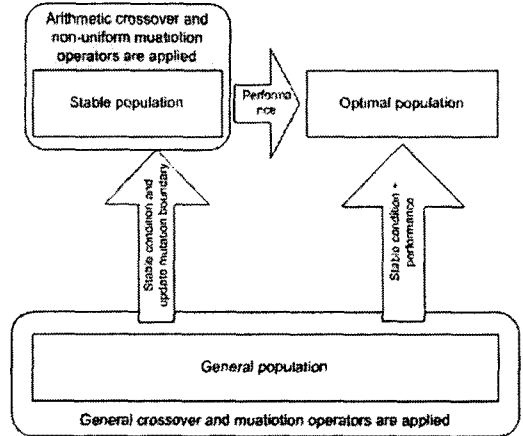 Arithmetic crossover and
non-uniform muatiotion
operators are applied
Stable population
Performa
nce
Optimal population
Stable condition and
update mutation boundary
Stable condition +
performance
General population
General crossover and muatiotion operators are applied